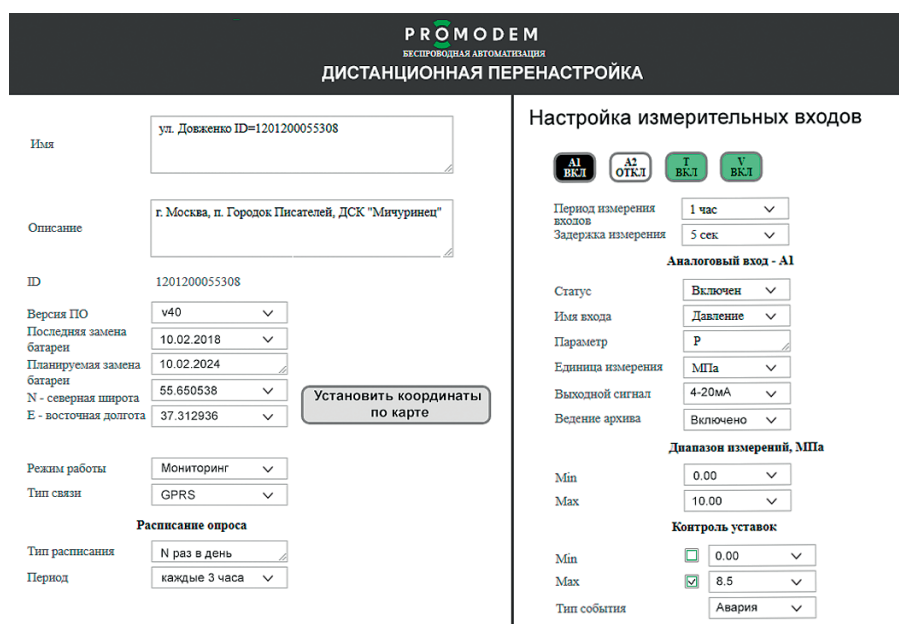 PROMODEM
БЕСПРОВОДНАЯ АВТОМАТИЗАЦИЯ
ДИСТАНЦИОННАЯ ПЕРЕНАСТРОЙКА
Имя
ул. Довженко ID=1201200055308
Описание
г. Москва, п. Городок Писателей, ДСК "Мичуринец"
ID 1201200055308
Версия ПО v40
Последняя замена
батареи 10.02.2018
Планируемая замена
батареи 10.02.2024
N - северная широта 55.650538
E - восточная долгота 37.312936
Установить координаты
по карте
Режим работы Мониторинг
Тип связи GPRS
Расписание опроса
Тип расписания N раз в день
Период каждые 3 часа
Настройка измерительных входов
A1 A2 T V
ВКЛ ОТКЛ ВКЛ ВКЛ
Период измерения
входов 1 час
Задержка измерения 5 сек
Аналоговый вход - A1
Статус Включен
Имя входа Давление
Параметр P
Единица измерения МПа
Выходной сигнал 4-20мА
Ведение архива Включено
Диапазон измерений, МПа
Min 0.00
Max 10.00
Контроль уставок
Min 0.00
Max 8.5
Тип события Авария